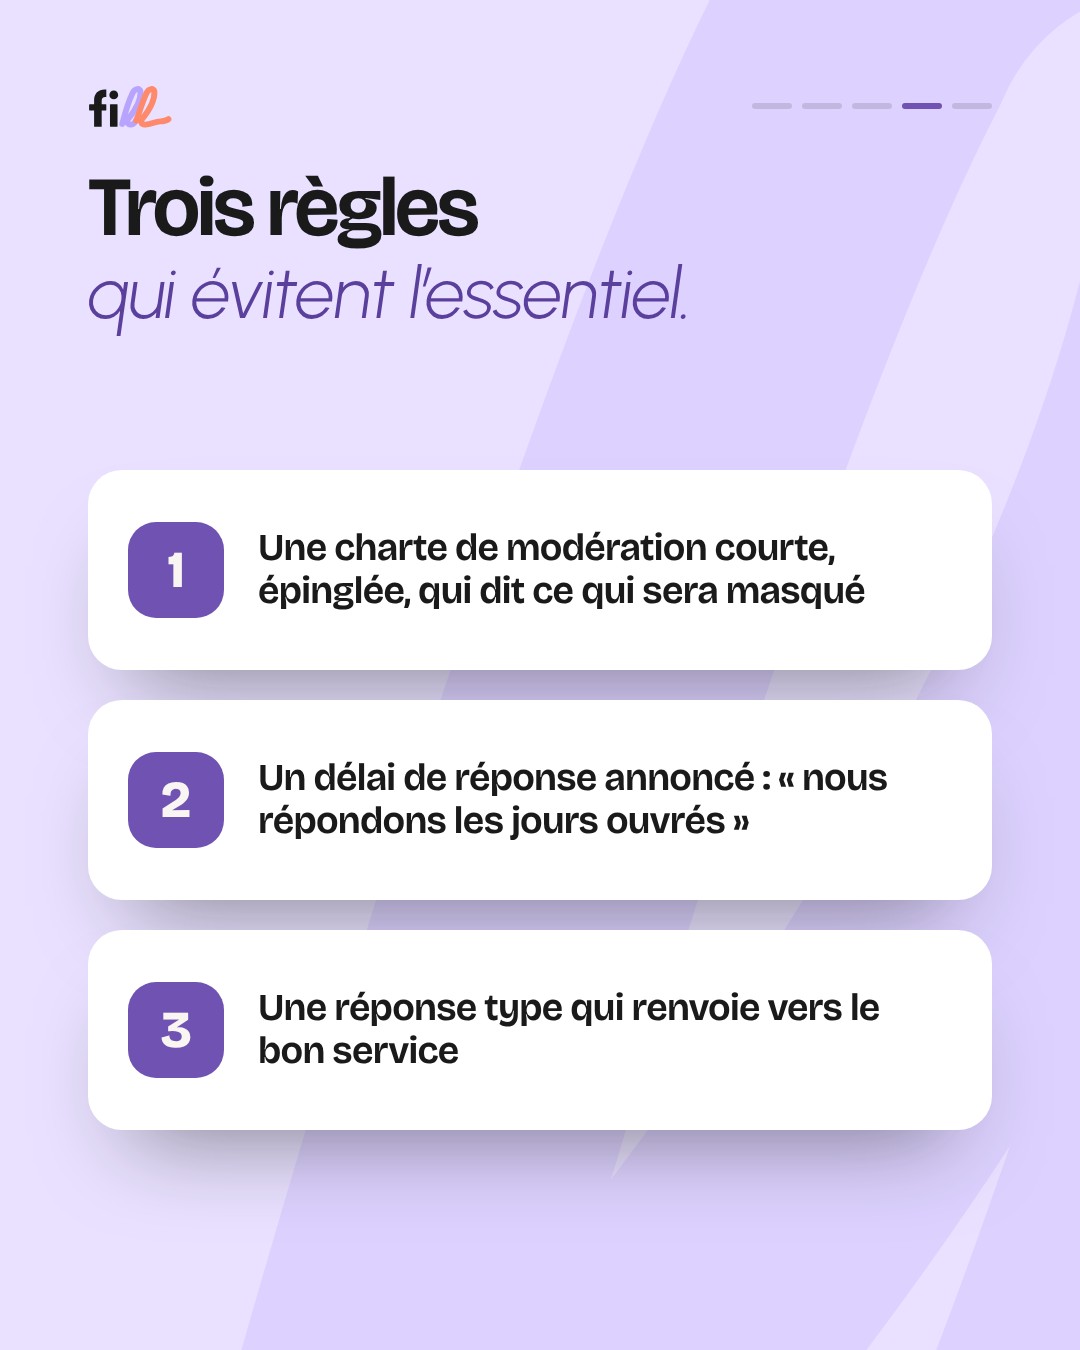 fill
Trois règles
qui évitent l'essentiel.
1
Une charte de modération courte,
épinglée, qui dit ce qui sera masqué
2
Un délai de réponse annoncé : « nous
répondons les jours ouvrés »
3
Une réponse type qui renvoie vers le
bon service